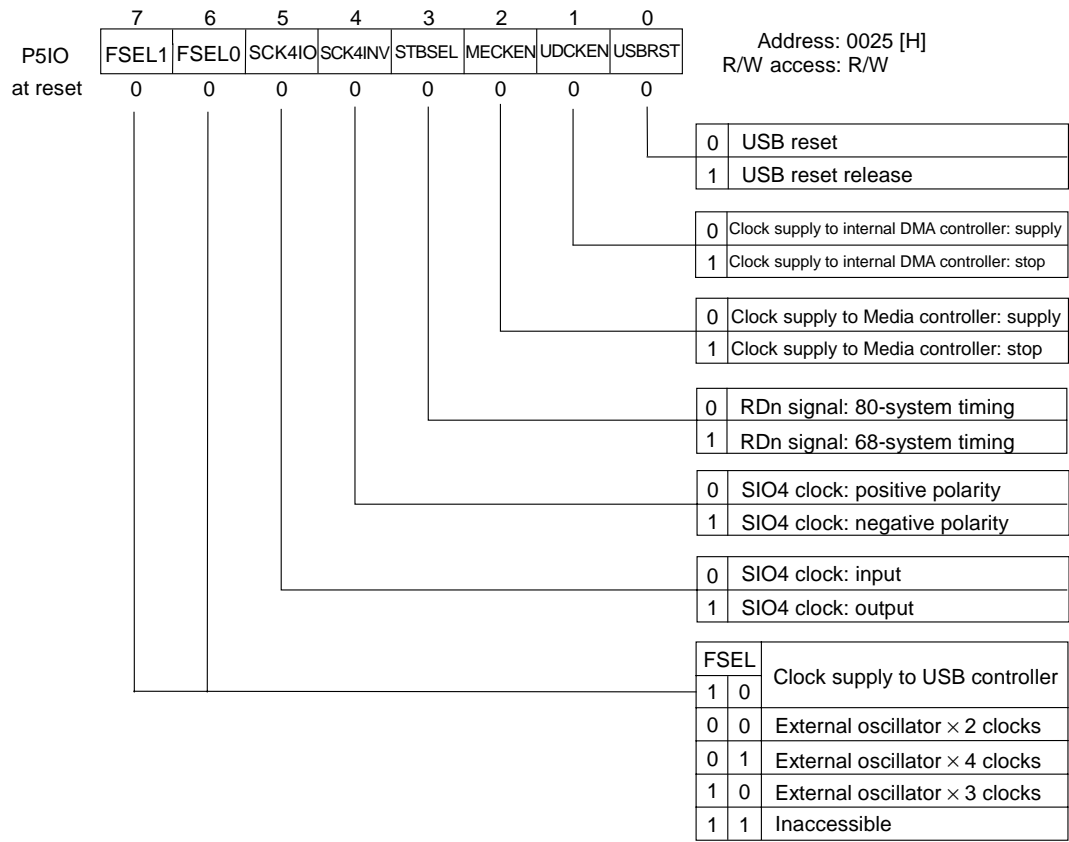 7 6 5 4 3 2 1 0
P5IO FSEL1 FSEL0 SCK4IO SCK4INV STBSEL MECKEN UDCKEN USBRST
Address: 0025 [H]
R/W access: R/W
at reset 0 0 0 0 0 0 0 0
0 USB reset
1 USB reset release
0 Clock supply to internal DMA controller: supply
1 Clock supply to internal DMA controller: stop
0 Clock supply to Media controller: supply
1 Clock supply to Media controller: stop
0 RDn signal: 80-system timing
1 RDn signal: 68-system timing
0 SIO4 clock: positive polarity
1 SIO4 clock: negative polarity
0 SIO4 clock: input
1 SIO4 clock: output
FSEL
Clock supply to USB controller
1 0
0 0 External oscillator × 2 clocks
0 1 External oscillator × 4 clocks
1 0 External oscillator × 3 clocks
1 1 Inaccessible